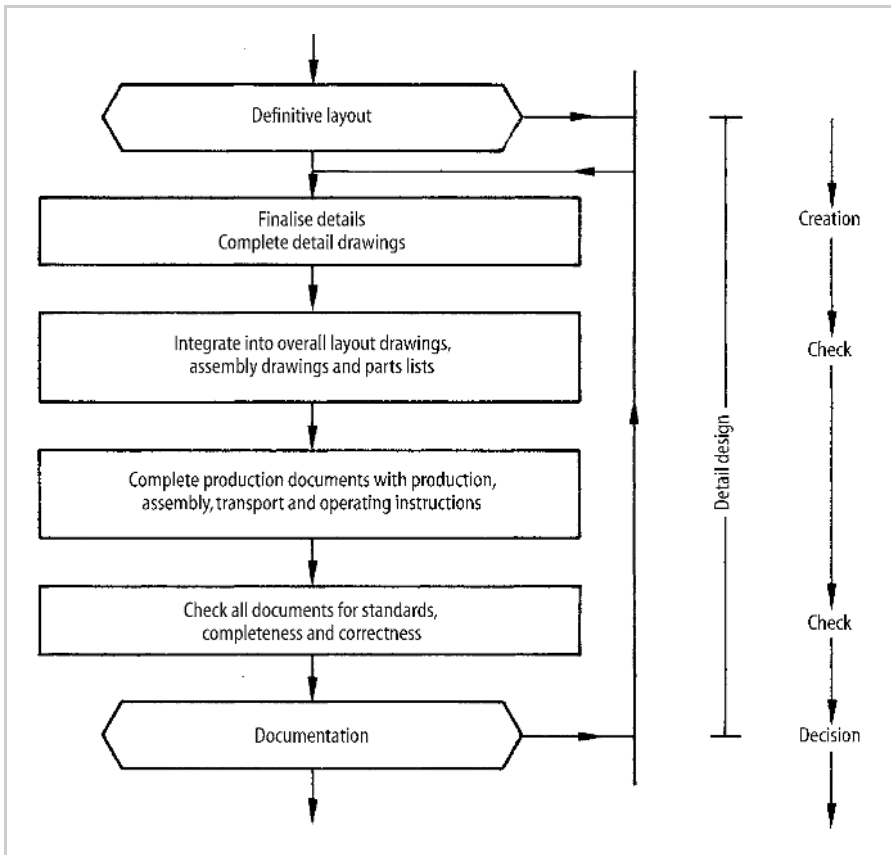 Definitive layout
Finalise details
Complete detail drawings
Creation
Integrate into overall layout drawings,
assembly drawings and parts lists
Check
Detail design
Complete production documents with production,
assembly, transport and operating instructions
Check all documents for standards,
completeness and correctness
Check
Documentation
Decision